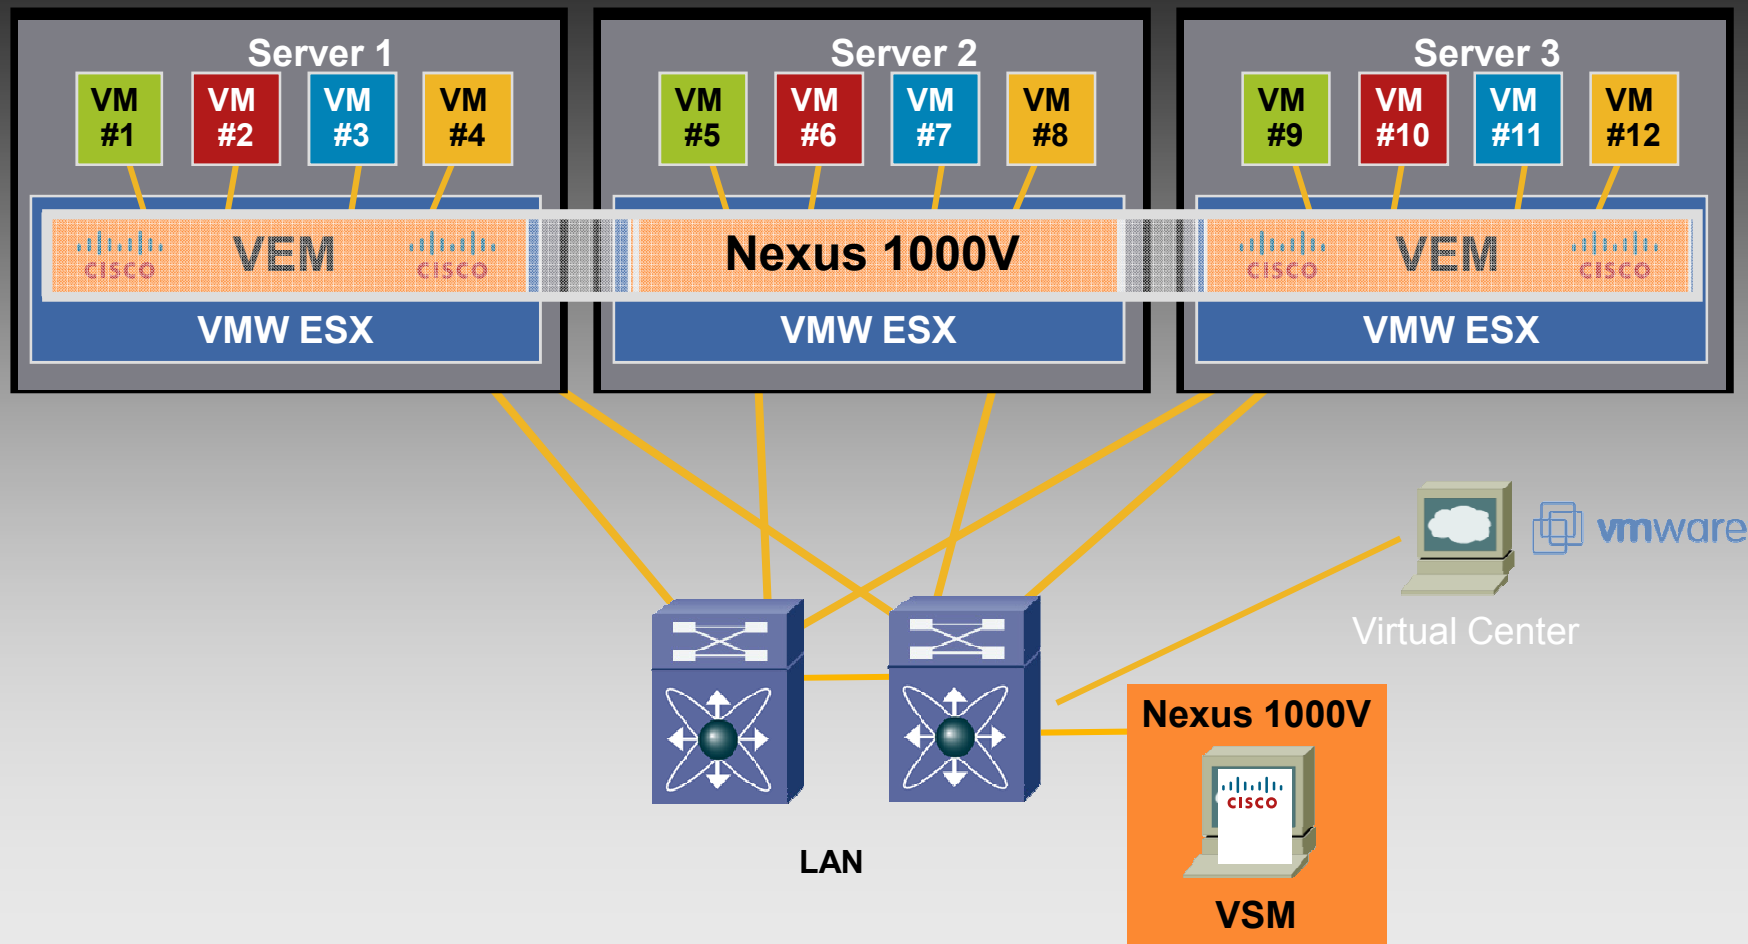 Server 1
Server 2
Server 3
VM
#1
VM
#2
VM
#3
VM
#4
VM
#5
VM
#6
VM
#7
VM
#8
VM
#9
VM
#10
VM
#11
VM
#12
CISCO
VEM
CISCO
Nexus 1000V
CISCO
VEM
CISCO
VMW ESX
VMW ESX
VMW ESX
vmware
Virtual Center
Nexus 1000V
CISCO
VSM
LAN